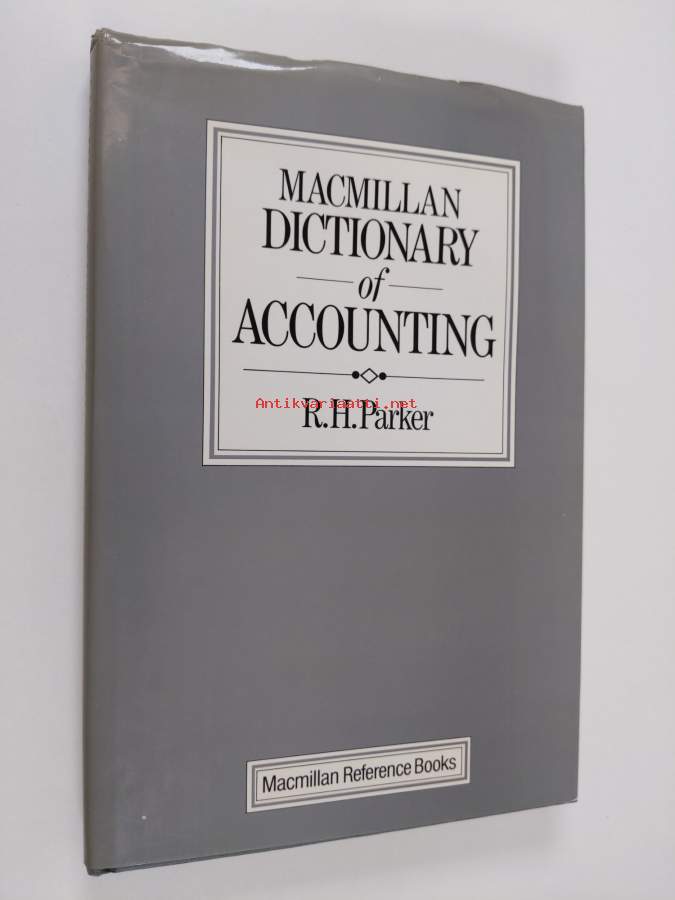 MACMILLAN
DICTIONARY
of
ACCOUNTING
Antikvariaatti.net
R.H.Parker
Macmillan Reference Books